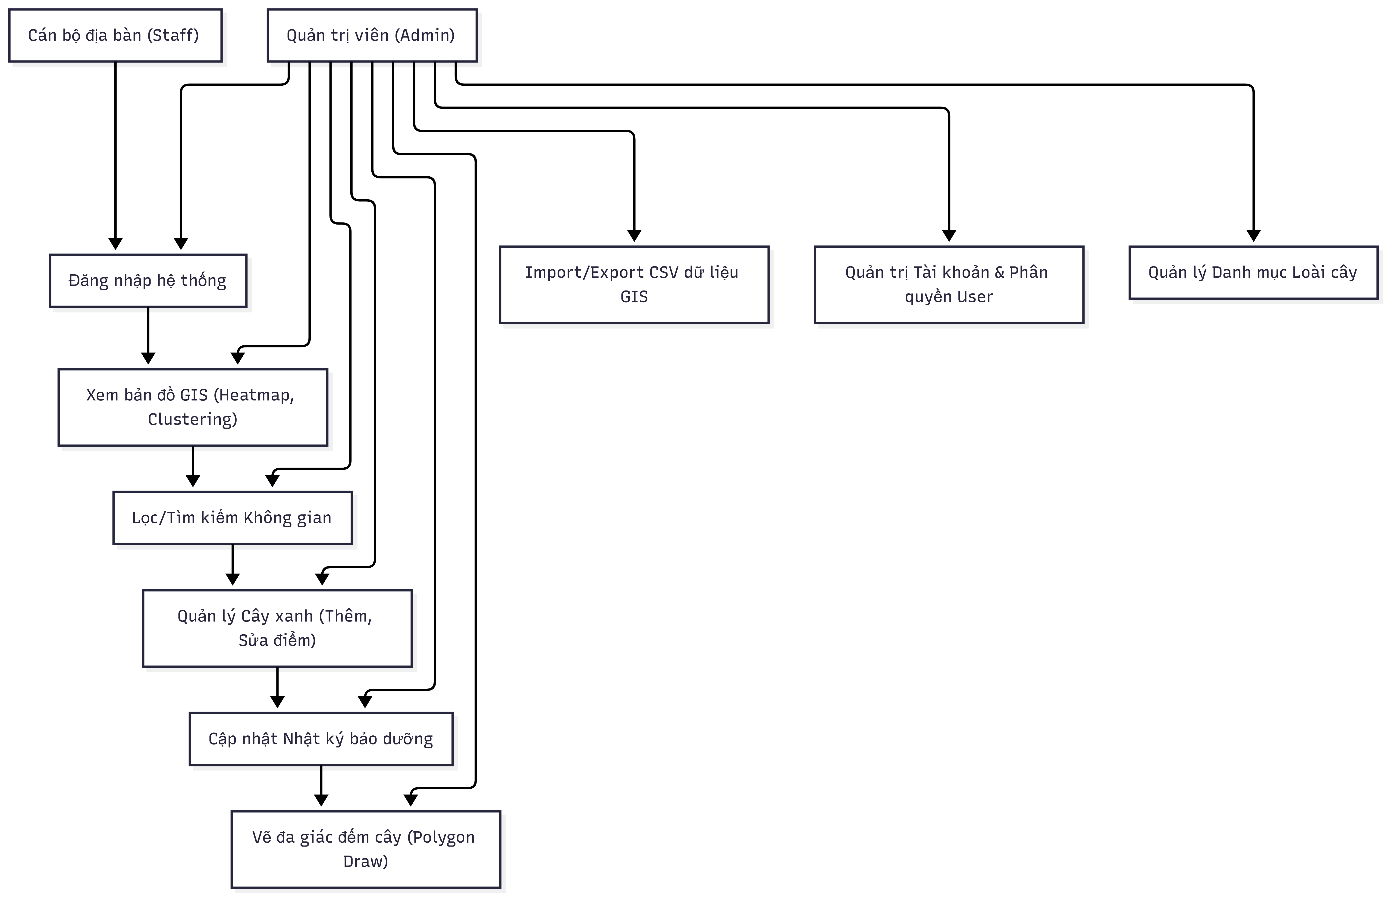 Cán bộ địa bàn (Staff)
Quản trị viên (Admin)
Đăng nhập hệ thống
Import/Export CSV dữ liệu
GIS
Quản trị Tài khoản & Phân
quyền User
Quản lý Danh mục Loài cây
Xem bản đồ GIS (Heatmap,
Clustering)
Lọc/Tìm kiếm Không gian
Quản lý Cây xanh (Thêm,
Sửa điểm)
Cập nhật Nhật ký bảo dưỡng
Vẽ đa giác đếm cây (Polygon
Draw)